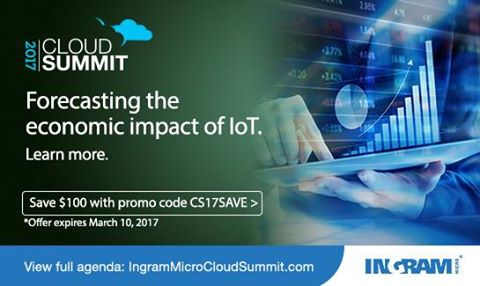 2017
CLOUD
SUMMIT
Forecasting the
economic impact of IoT.
Learn more.
Save $100 with promo code CS17SAVE >
*Offer expires March 10, 2017
View full agenda: IngramMicroCloudSummit.com
INGRAM
MICRO